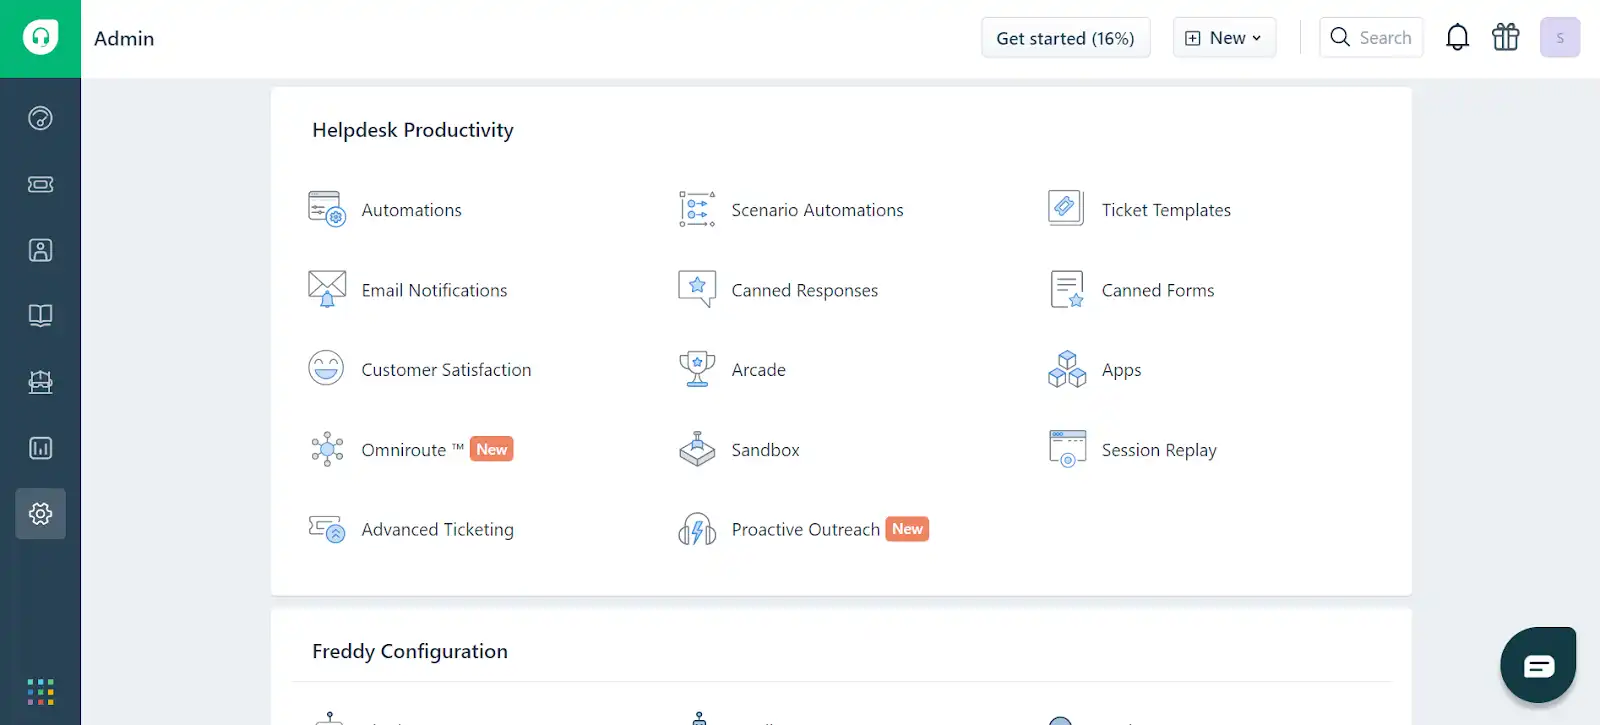 Admin
Get started (16%)
New
Search
S
Helpdesk Productivity
Automations
Scenario Automations
Ticket Templates
Email Notifications
Canned Responses
Canned Forms
Customer Satisfaction
Arcade
Apps
Omniroute ™ New
Sandbox
Session Replay
Advanced Ticketing
Proactive Outreach New
Freddy Configuration